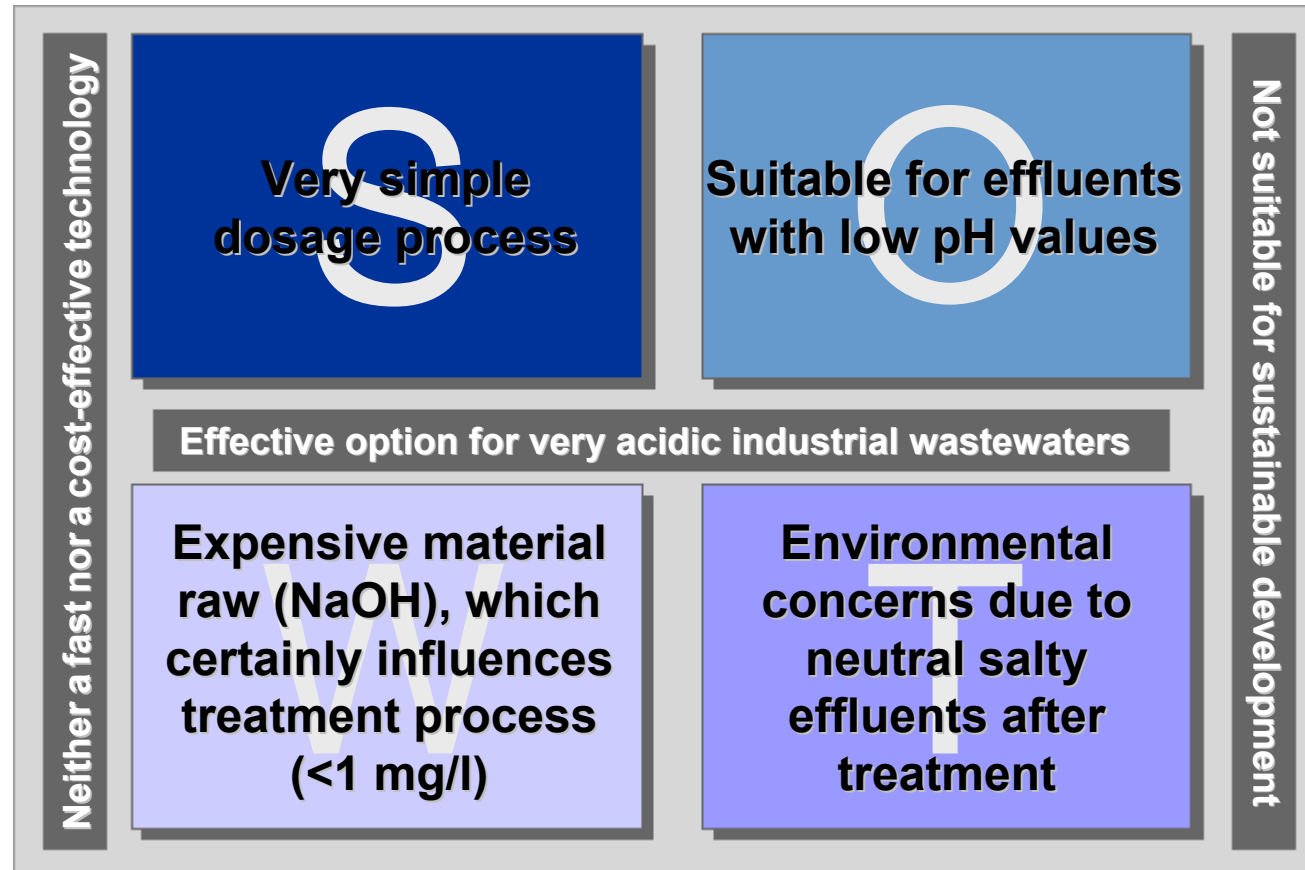 Neither a fast nor a cost-effective technology
S
Very simple
dosage process
O
Suitable for effluents
with low pH values
Effective option for very acidic industrial wastewaters
W
Expensive material
raw (NaOH), which
certainly influences
treatment process
(<1 mg/l)
T
Environmental
concerns due to
neutral salty
effluents after
treatment
Not suitable for sustainable development